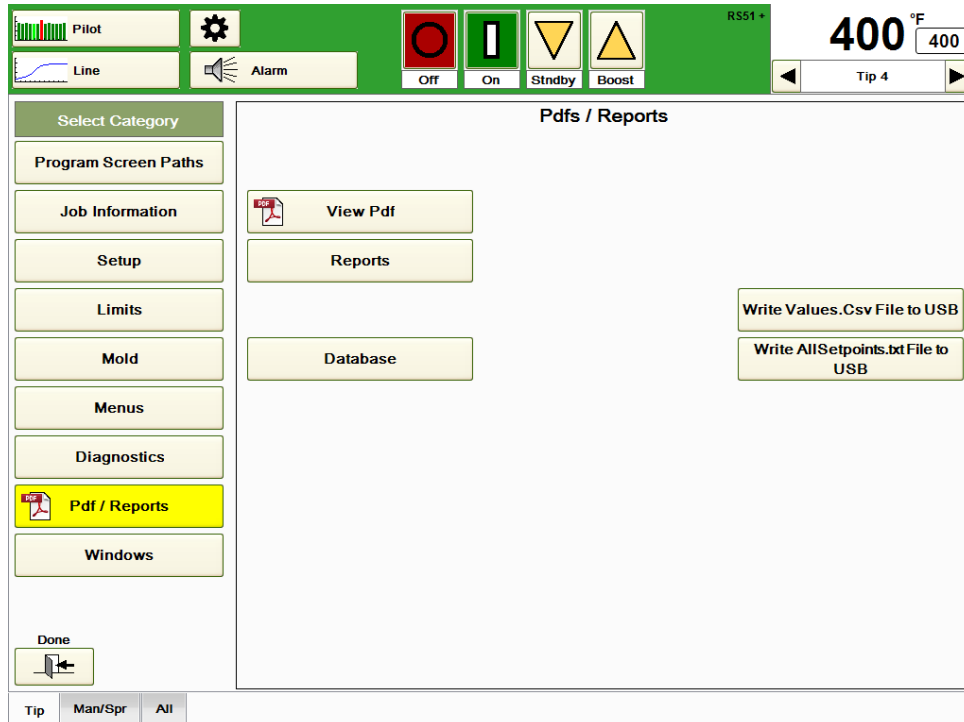 Pilot
Line
Alarm
Off
On
Stndby
Boost
RS51 +
400 °F
400
Tip 4
Select Category
Program Screen Paths
Job Information
Setup
Limits
Mold
Menus
Diagnostics
PDF
Pdf / Reports
Windows
Done
Pdfs / Reports
PDF
View Pdf
Reports
Database
Write Values.Csv File to USB
Write AllSetpoints.txt File to
USB
Tip
Man/Spr
All